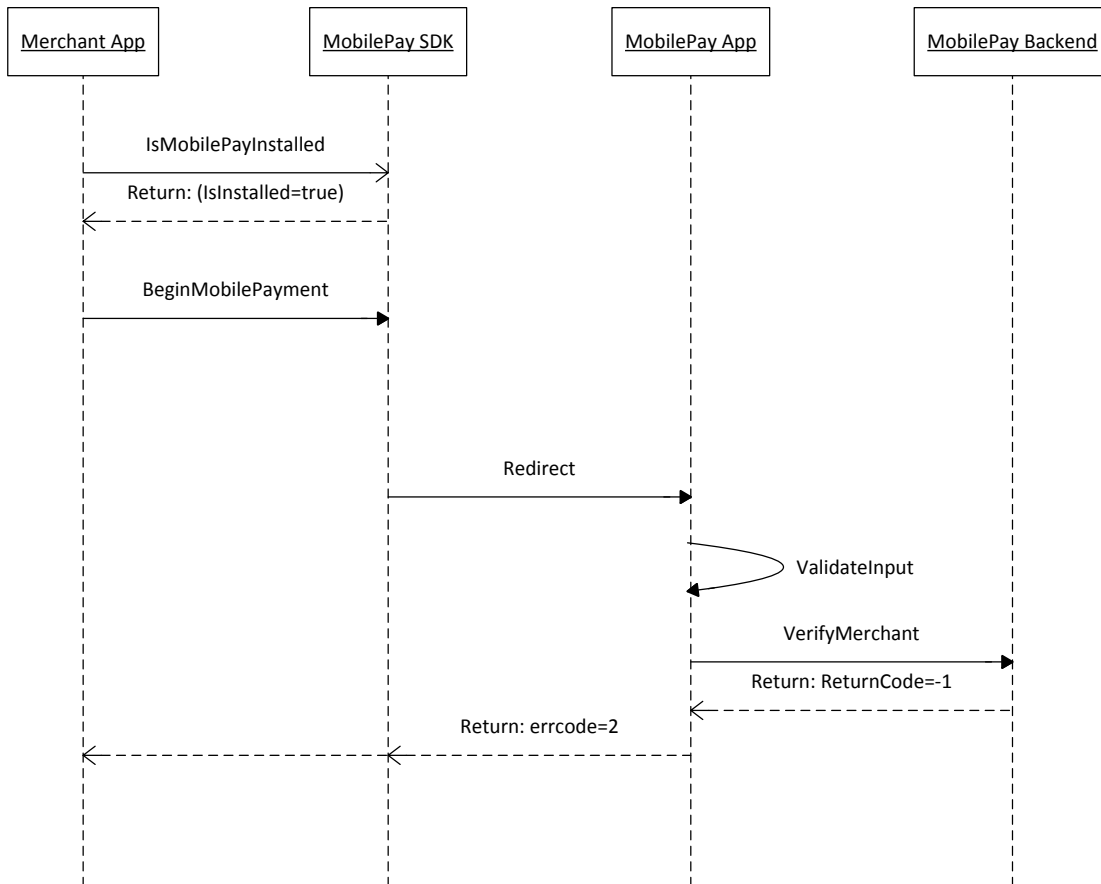 Merchant App
MobilePay SDK
MobilePay App
MobilePay Backend
IsMobilePayInstalled
Return: (IsInstalled=true)
BeginMobilePayment
Redirect
ValidateInput
VerifyMerchant
Return: ReturnCode=-1
Return: errcode=2